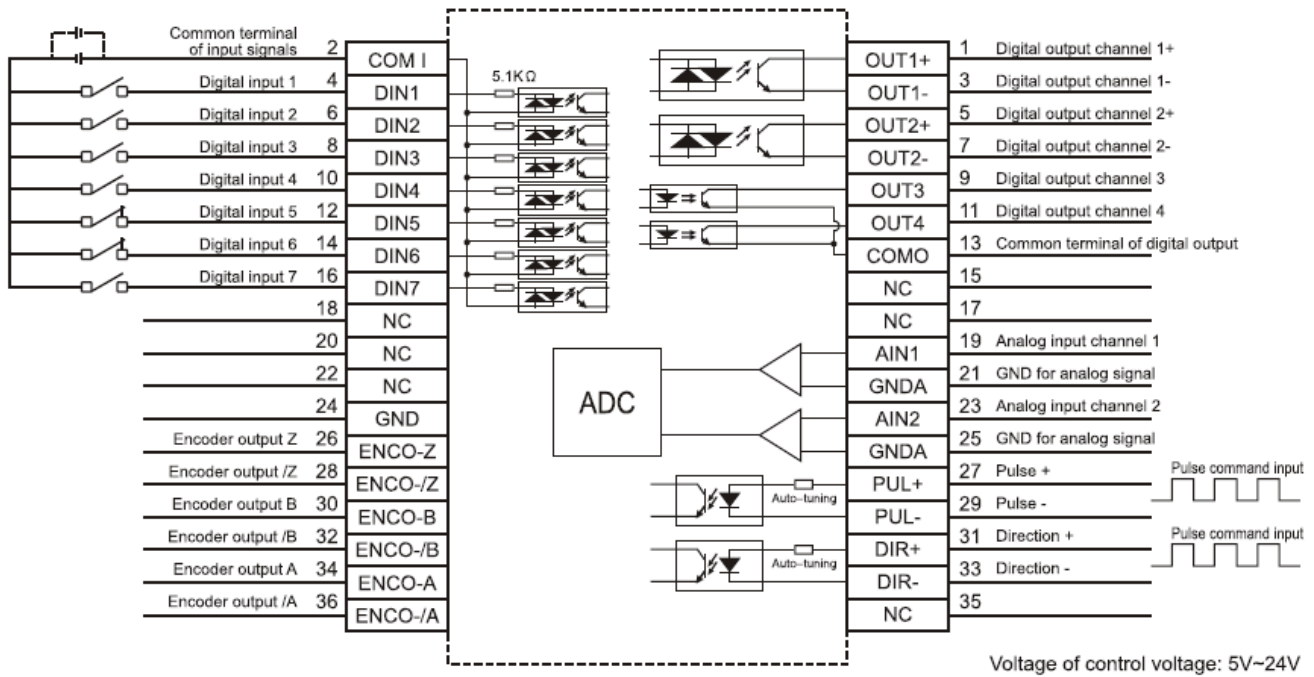 Common terminal
of input signals 2 COM I
Digital input 1 4 DIN1
Digital input 2 6 DIN2
Digital input 3 8 DIN3
Digital input 4 10 DIN4
Digital input 5 12 DIN5
Digital input 6 14 DIN6
Digital input 7 16 DIN7
18 NC
20 NC
22 NC
24 GND
Encoder output Z 26 ENCO-Z
Encoder output /Z 28 ENCO-/Z
Encoder output B 30 ENCO-B
Encoder output /B 32 ENCO-/B
Encoder output A 34 ENCO-A
Encoder output /A 36 ENCO-/A
5.1KΩ
ADC
Auto-tuning
Auto-tuning
OUT1+ 1 Digital output channel 1+
OUT1- 3 Digital output channel 1-
OUT2+ 5 Digital output channel 2+
OUT2- 7 Digital output channel 2-
OUT3 9 Digital output channel 3
OUT4 11 Digital output channel 4
COMO 13 Common terminal of digital output
NC 15
NC 17
AIN1 19 Analog input channel 1
GNDA 21 GND for analog signal
AIN2 23 Analog input channel 2
GNDA 25 GND for analog signal
PUL+ 27 Pulse + Pulse command input
PUL- 29 Pulse -
DIR+ 31 Direction + Pulse command input
DIR- 33 Direction -
NC 35
Voltage of control voltage: 5V~24V